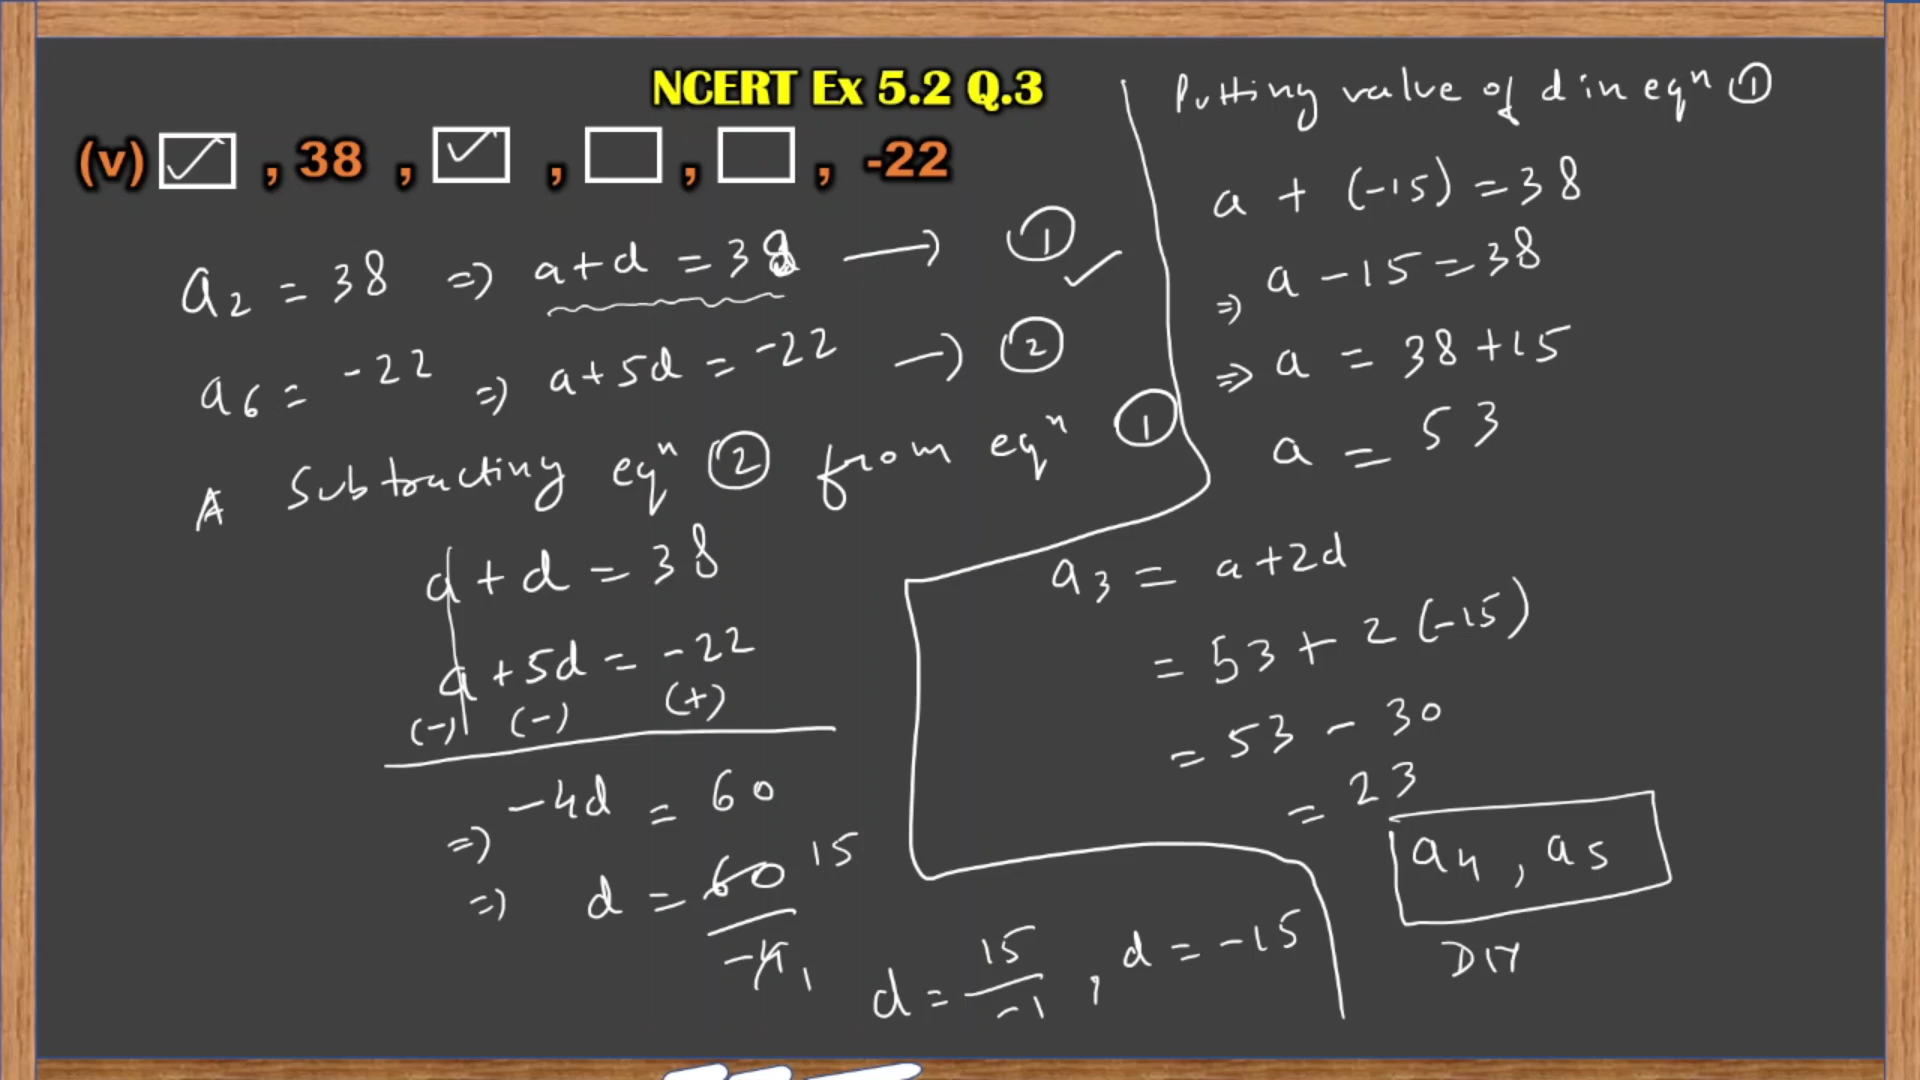 NCERT Ex 5.2 Q.3
(v) ☑ , 38 , ☑ , ☐ , ☐ , -22
a₂ = 38 ⇒ a+d = 38 → ①
a₆ = -22 ⇒ a+5d = -22 → ②
A Subtracting eqⁿ ② from eqⁿ ①
a + d = 38
a + 5d = -22
(-) (-) (+)
⇒ -4d = 60
⇒ d = 60/-4 15 1
d = 15/-1 , d = -15
Putting value of d in eqⁿ ①
a + (-15) = 38
⇒ a - 15 = 38
⇒ a = 38 + 15
a = 53
a₃ = a + 2d
= 53 + 2 (-15)
= 53 - 30
= 23
a₄ , a₅
DIY